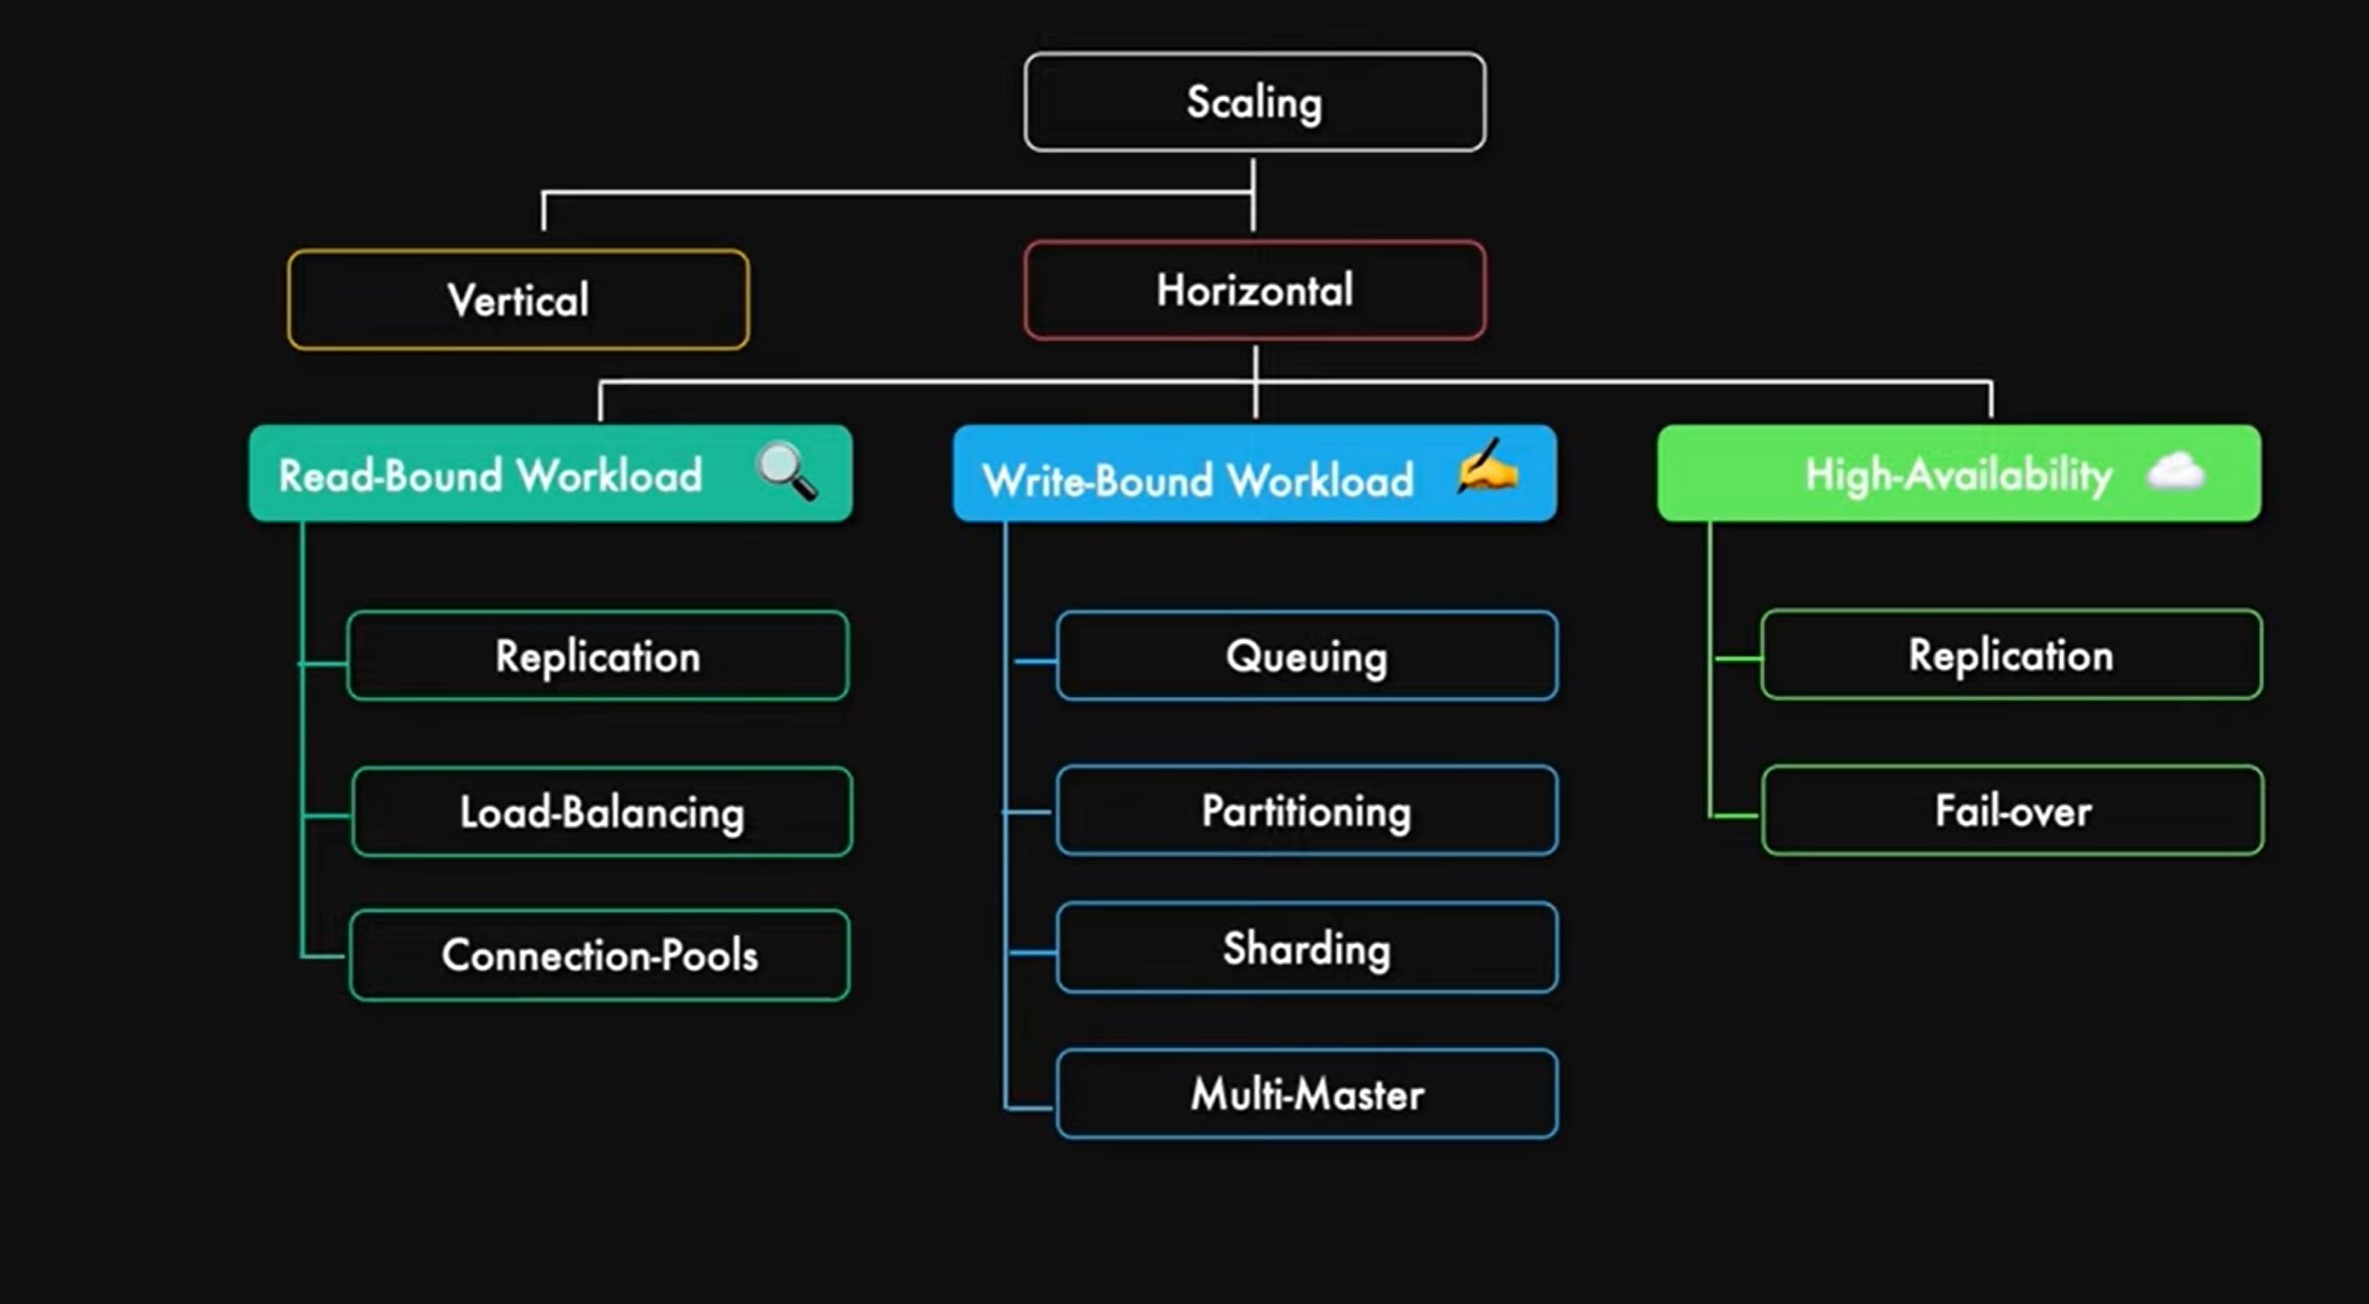 Scaling
Vertical
Horizontal
Read-Bound Workload
Write-Bound Workload
High-Availability
Replication
Load-Balancing
Connection-Pools
Queuing
Partitioning
Sharding
Multi-Master
Replication
Fail-over